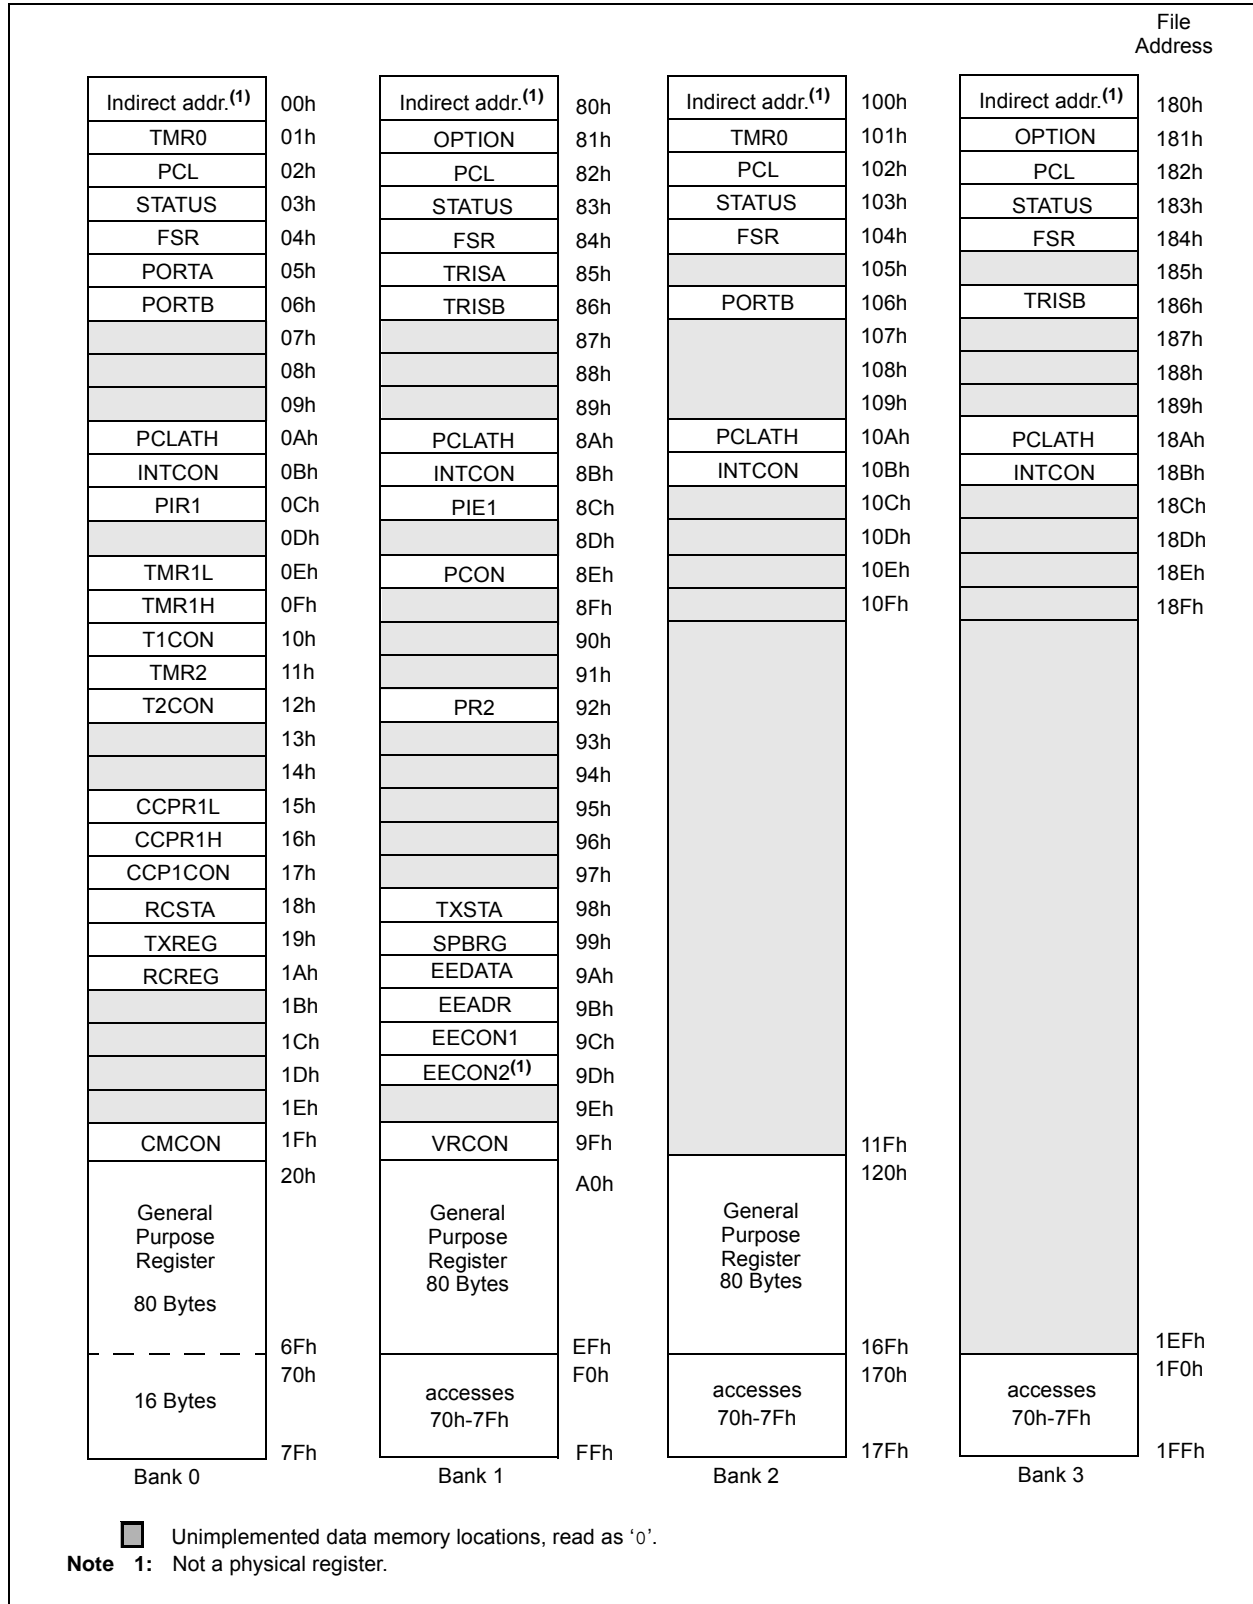 File
Address
Indirect addr.(1) 00h Indirect addr.(1) 80h Indirect addr.(1) 100h Indirect addr.(1) 180h
TMR0 01h OPTION 81h TMR0 101h OPTION 181h
PCL 02h PCL 82h PCL 102h PCL 182h
STATUS 03h STATUS 83h STATUS 103h STATUS 183h
FSR 04h FSR 84h FSR 104h FSR 184h
PORTA 05h TRISA 85h 105h 185h
PORTB 06h TRISB 86h PORTB 106h TRISB 186h
07h 87h 107h 187h
08h 88h 108h 188h
09h 89h 109h 189h
PCLATH 0Ah PCLATH 8Ah PCLATH 10Ah PCLATH 18Ah
INTCON 0Bh INTCON 8Bh INTCON 10Bh INTCON 18Bh
PIR1 0Ch PIE1 8Ch 10Ch 18Ch
0Dh 8Dh 10Dh 18Dh
TMR1L 0Eh PCON 8Eh 10Eh 18Eh
TMR1H 0Fh 8Fh 10Fh 18Fh
T1CON 10h 90h
TMR2 11h 91h
T2CON 12h PR2 92h
13h 93h
14h 94h
CCPR1L 15h 95h
CCPR1H 16h 96h
CCP1CON 17h 97h
RCSTA 18h TXSTA 98h
TXREG 19h SPBRG 99h
RCREG 1Ah EEDATA 9Ah
1Bh EEADR 9Bh
1Ch EECON1 9Ch
1Dh EECON2(1) 9Dh
1Eh 9Eh
CMCON 1Fh VRCON 9Fh 11Fh
20h A0h 120h
General General General
Purpose Purpose Purpose
Register Register Register
80 Bytes 80 Bytes 80 Bytes
6Fh EFh 16Fh 1EFh
70h F0h 170h 1F0h
16 Bytes accesses accesses accesses
70h-7Fh 70h-7Fh 70h-7Fh
7Fh FFh 17Fh 1FFh
Bank 0 Bank 1 Bank 2 Bank 3
Unimplemented data memory locations, read as ‘0’.
Note 1: Not a physical register.